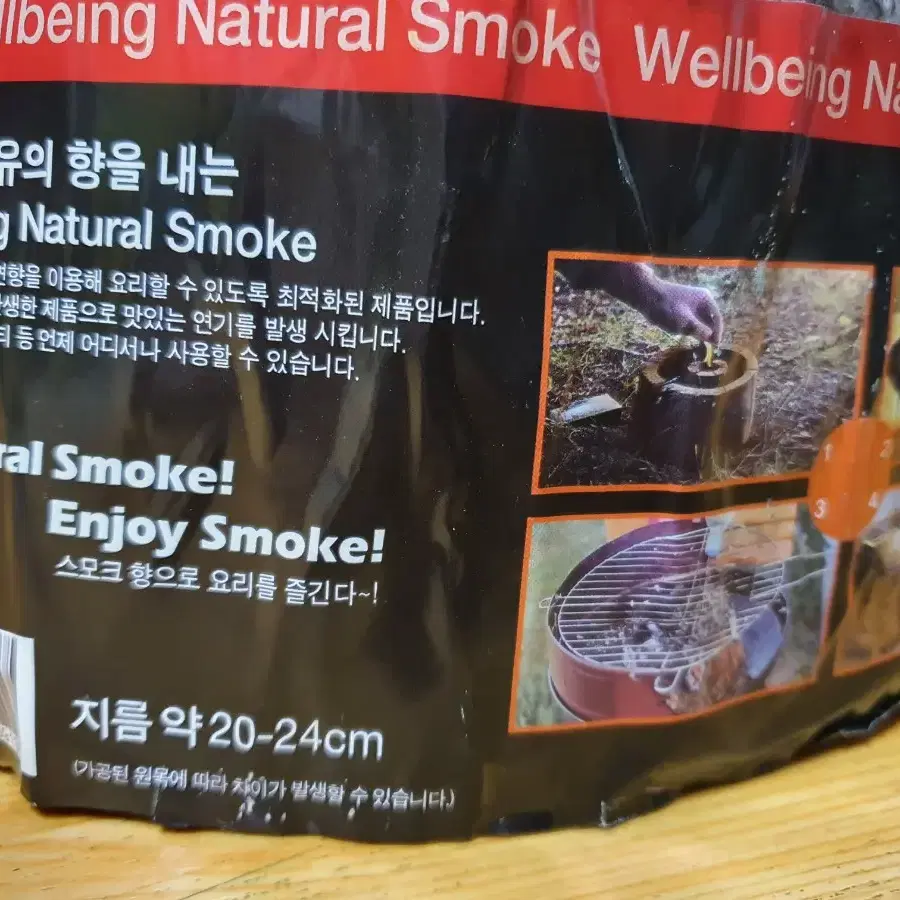 llbeing Natural Smoke Wellbeing Na
유의 향을 내는
g Natural Smoke
향을 이용해 요리할 수 있도록 최적화된 제품입니다.
생한 제품으로 맛있는 연기를 발생 시킵니다.
등 언제 어디서나 사용할 수 있습니다.
ral Smoke!
Enjoy Smoke!
스모크 향으로 요리를 즐긴다~!
지름 약 20-24cm
(가공된 원목에 따라 차이가 발생할 수 있습니다.)
1 2
3 4